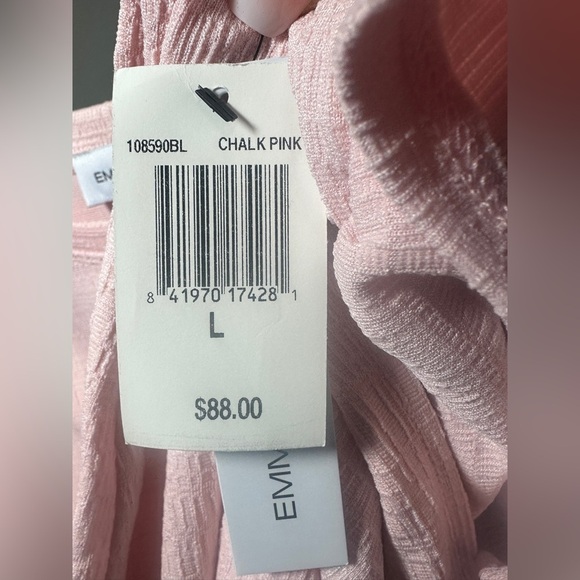 108590BL CHALK PINK
8 41970 17428 1
L
$88.00
EM
EMM